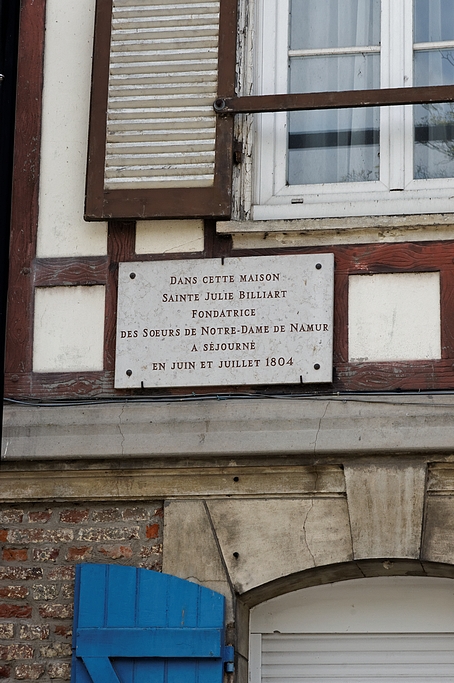 Dans cette maison
Sainte Julie Billiart
Fondatrice
des Soeurs de Notre-Dame de Namur
a séjourné
en juin et juillet 1804